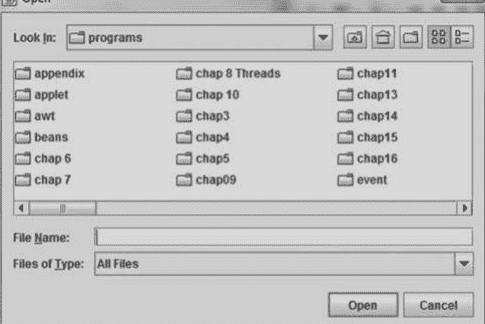 Open
Look In: programs
appendix chap 8 Threads chap11
applet chap 10 chap13
awt chap3 chap14
beans chap4 chap15
chap 6 chap5 chap16
chap 7 chap09 event
File Name:
Files of Type: All Files
Open Cancel